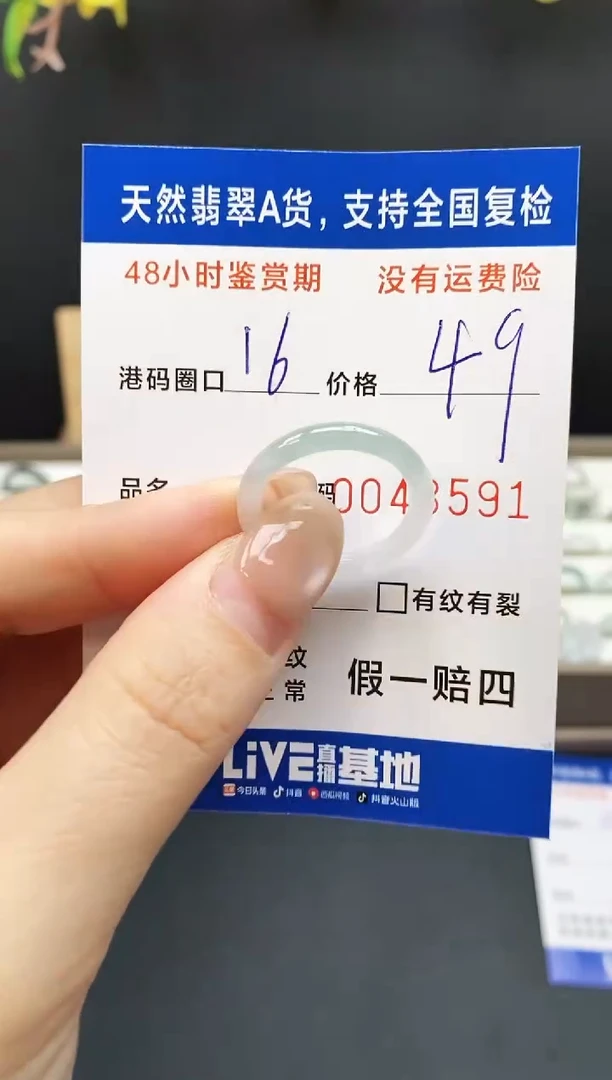 天然翡翠A货，支持全国复检
48小时鉴赏期 没有运费险
港码圈口 16 价格 49
品名 码 0043591
□有纹有裂
纹
常 假一赔四
LiVE直播基地
今日头条 抖音 西瓜视频 抖音火山版